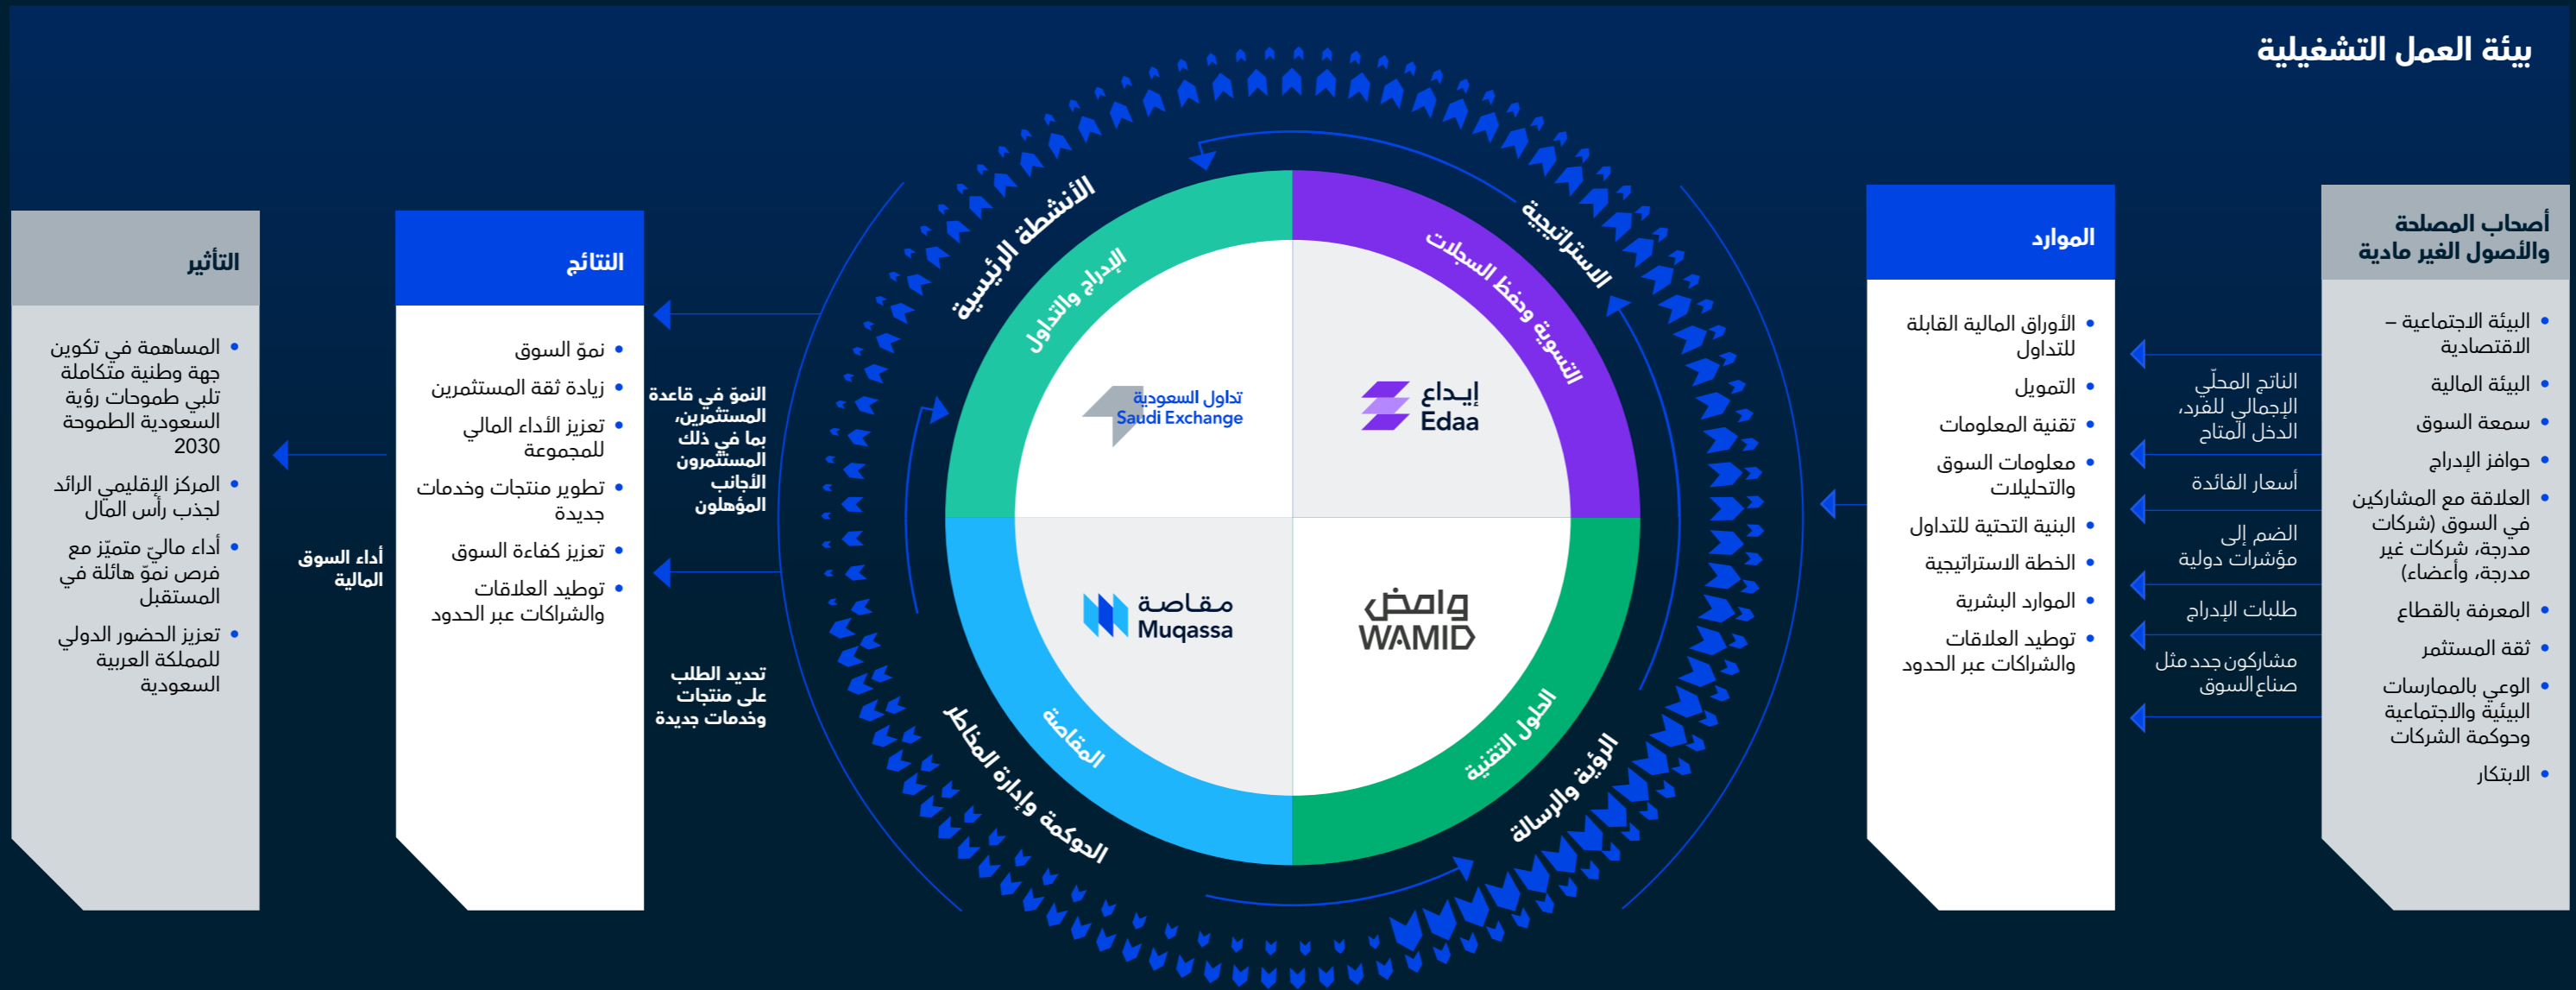 بيئة العمل التشغيلية
أصحاب المصلحة
والأصول الغير مادية
البيئة الاجتماعية –
الاقتصادية
البيئة المالية
سمعة السوق
حوافز الإدراج
العلاقة مع المشاركين
في السوق (شركات
مدرجة، شركات غير
مدرجة، وأعضاء)
المعرفة بالقطاع
ثقة المستثمر
الوعي بالممارسات
البيئية والاجتماعية
وحوكمة الشركات
الابتكار
الناتج المحلّي
الإجمالي للفرد،
الدخل المتاح
أسعار الفائدة
الضم إلى
مؤشرات دولية
طلبات الإدراج
مشاركون جدد مثل
صناع السوق
الموارد
الأوراق المالية القابلة
للتداول
التمويل
تقنية المعلومات
معلومات السوق
والتحليلات
البنية التحتية للتداول
الخطة الاستراتيجية
الموارد البشرية
توطيد العلاقات
والشراكات عبر الحدود
الاستراتيجية
الأنشطة الرئيسية
الحوكمة وإدارة المخاطر
الرؤية والرسالة
التسوية وحفظ السجلات
إيداع
Edaa
الإدراج والتداول
تداول السعودية
Saudi Exchange
المقاصة
مقاصة
Muqassa
الحلول التقنية
وامض
WAMID
النموّ في قاعدة
المستثمرين،
بما في ذلك
المستثمرون
الأجانب
المؤهلون
تحديد الطلب
على منتجات
وخدمات جديدة
النتائج
نموّ السوق
زيادة ثقة المستثمرين
تعزيز الأداء المالي
للمجموعة
تطوير منتجات وخدمات
جديدة
تعزيز كفاءة السوق
توطيد العلاقات
والشراكات عبر الحدود
أداء السوق
المالية
التأثير
المساهمة في تكوين
جهة وطنية متكاملة
تلبي طموحات رؤية
السعودية الطموحة
2030
المركز الإقليمي الرائد
لجذب رأس المال
أداء ماليّ متميّز مع
فرص نموّ هائلة في
المستقبل
تعزيز الحضور الدولي
للمملكة العربية
السعودية